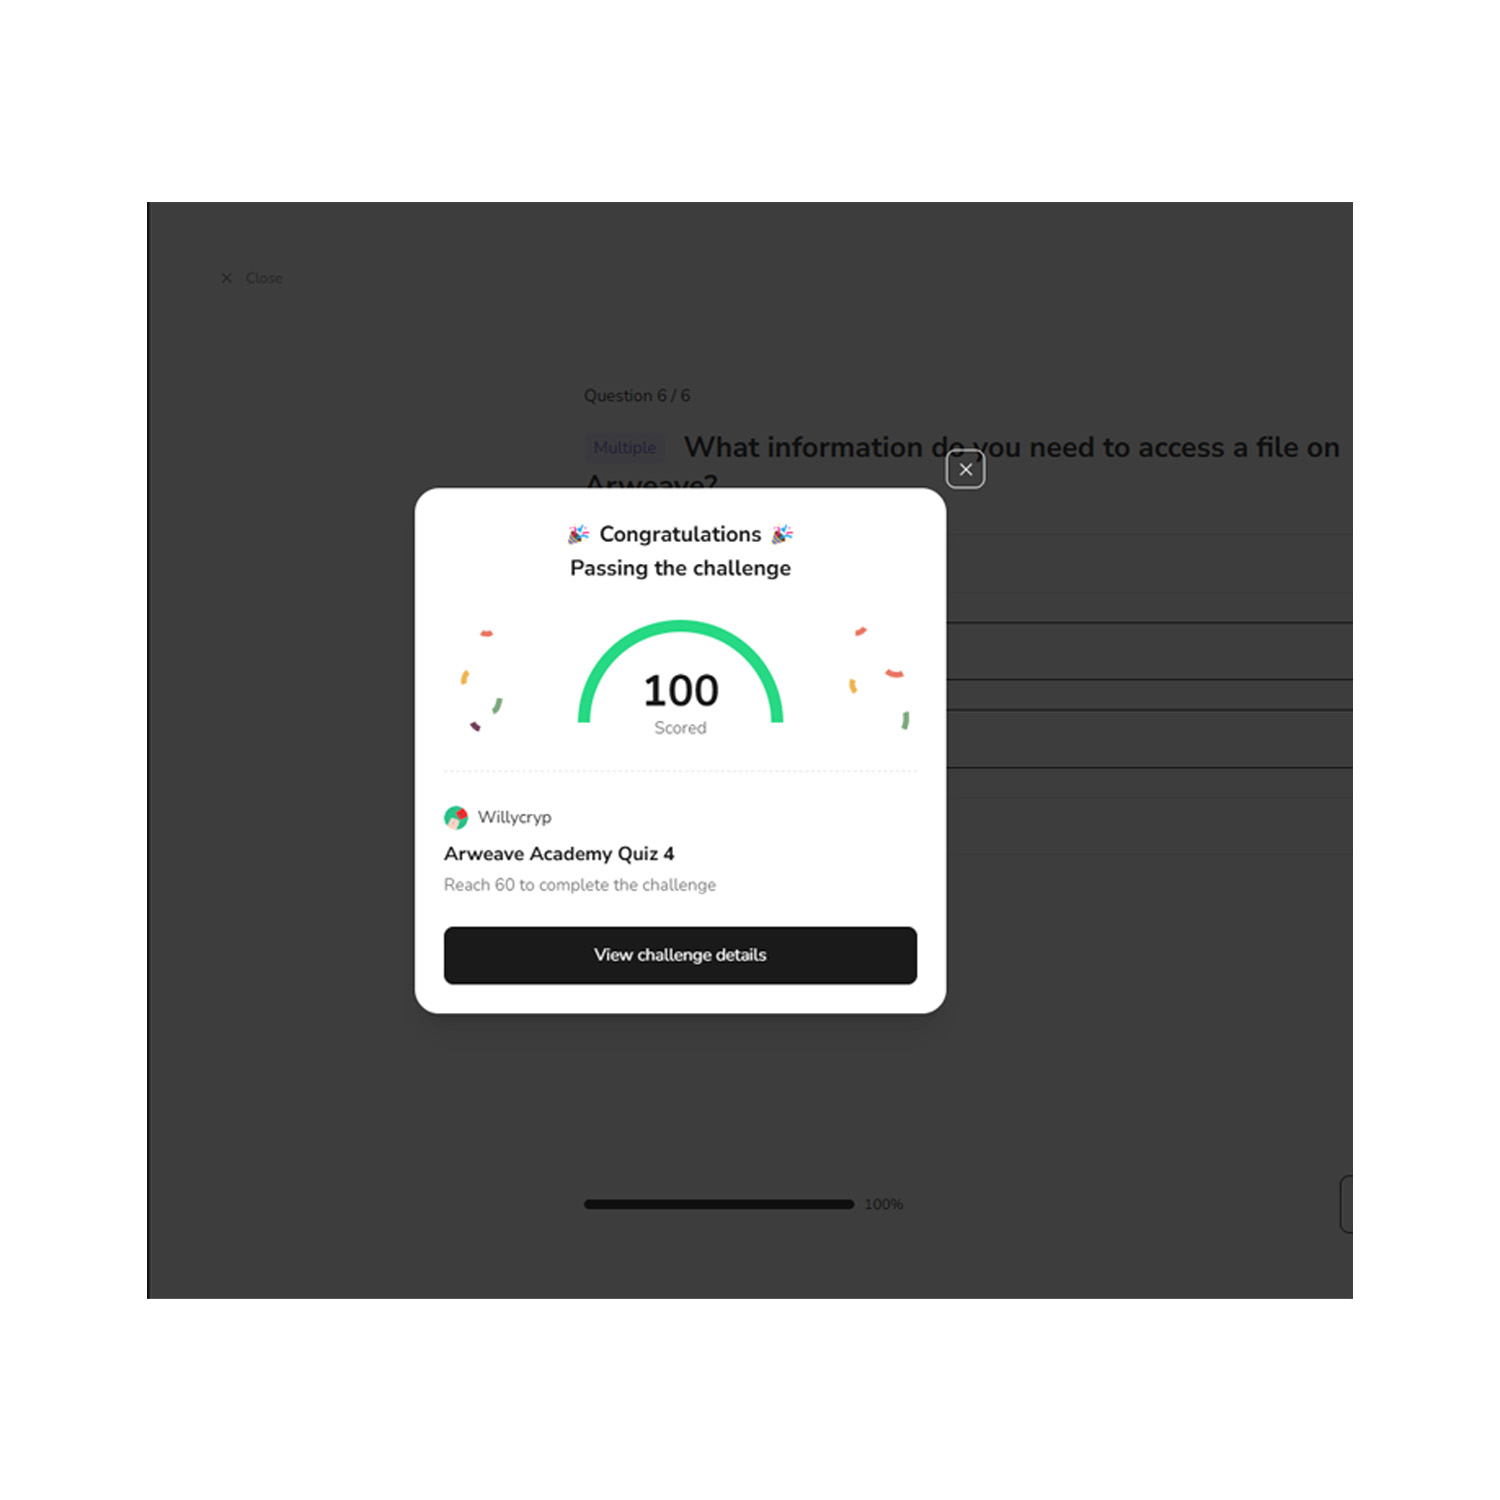 Close
Question 6 / 6
Multiple What information do you need to access a file on
Arweave?
Congratulations
Passing the challenge
100
Scored
Willycryp
Arweave Academy Quiz 4
Reach 60 to complete the challenge
View challenge details
100%